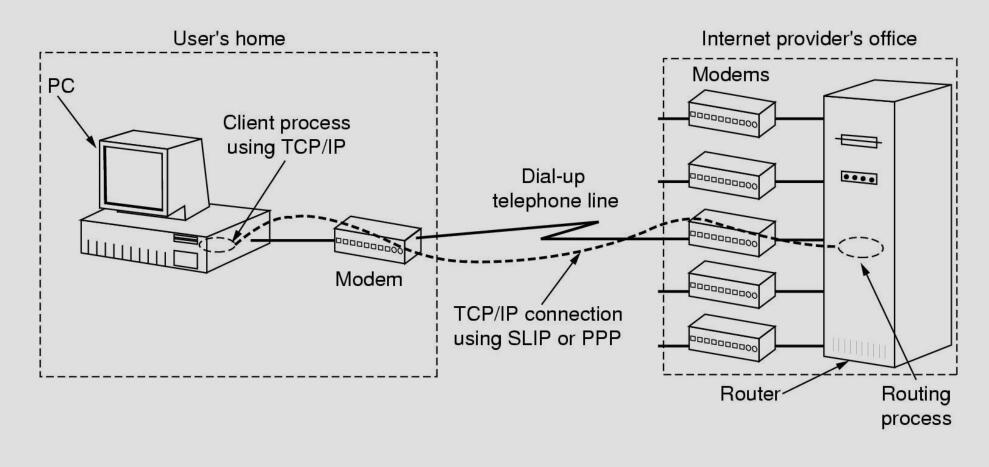 User's home
Internet provider's office
PC
Modems
Client process
using TCP/IP
Dial-up
telephone line
Modem
TCP/IP connection
using SLIP or PPP
Router
Routing
process